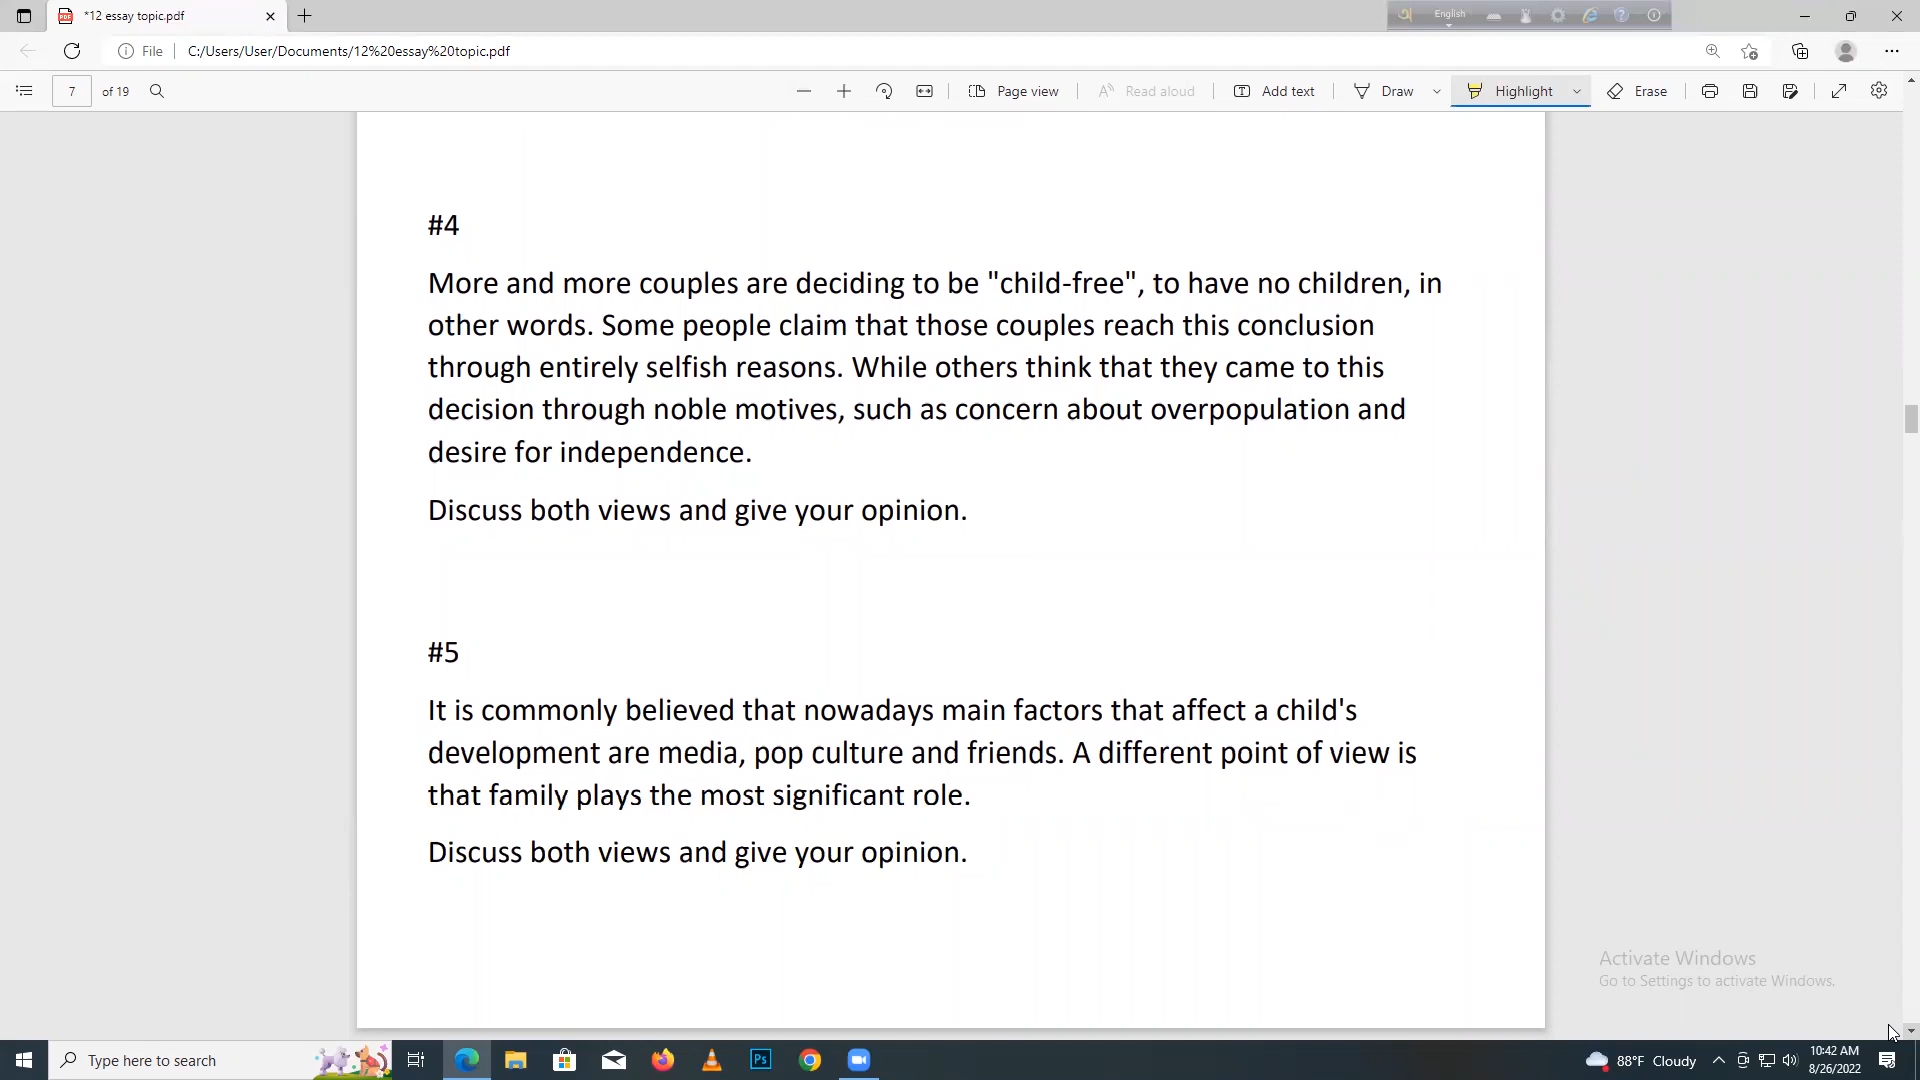 *12 essay topic.pdf
English
File
C:/Users/User/Documents/12%20essay%20topic.pdf
7 of 19
Page view
Read aloud
Add text
Draw
Highlight
Erase
#4
More and more couples are deciding to be "child-free", to have no children, in
other words. Some people claim that those couples reach this conclusion
through entirely selfish reasons. While others think that they came to this
decision through noble motives, such as concern about overpopulation and
desire for independence.
Discuss both views and give your opinion.
#5
It is commonly believed that nowadays main factors that affect a child's
development are media, pop culture and friends. A different point of view is
that family plays the most significant role.
Discuss both views and give your opinion.
Activate Windows
Go to Settings to activate Windows.
Type here to search
Ps
88°F Cloudy
10:42 AM
8/26/2022